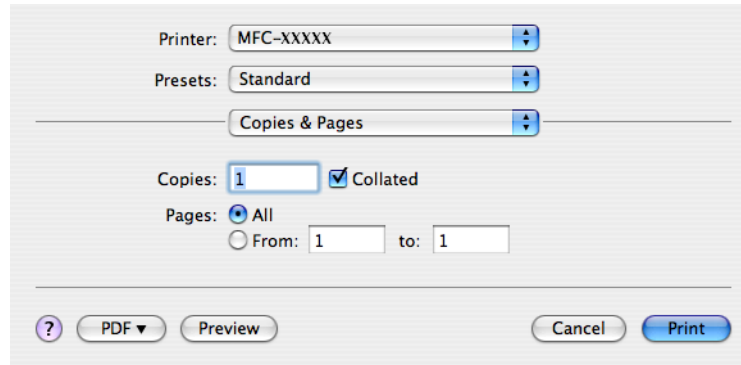 Printer: MFC-XXXXX
Presets: Standard
Copies & Pages
Copies: 1 Collated
Pages: All
From: 1 to: 1
? PDF▼ Preview Cancel Print